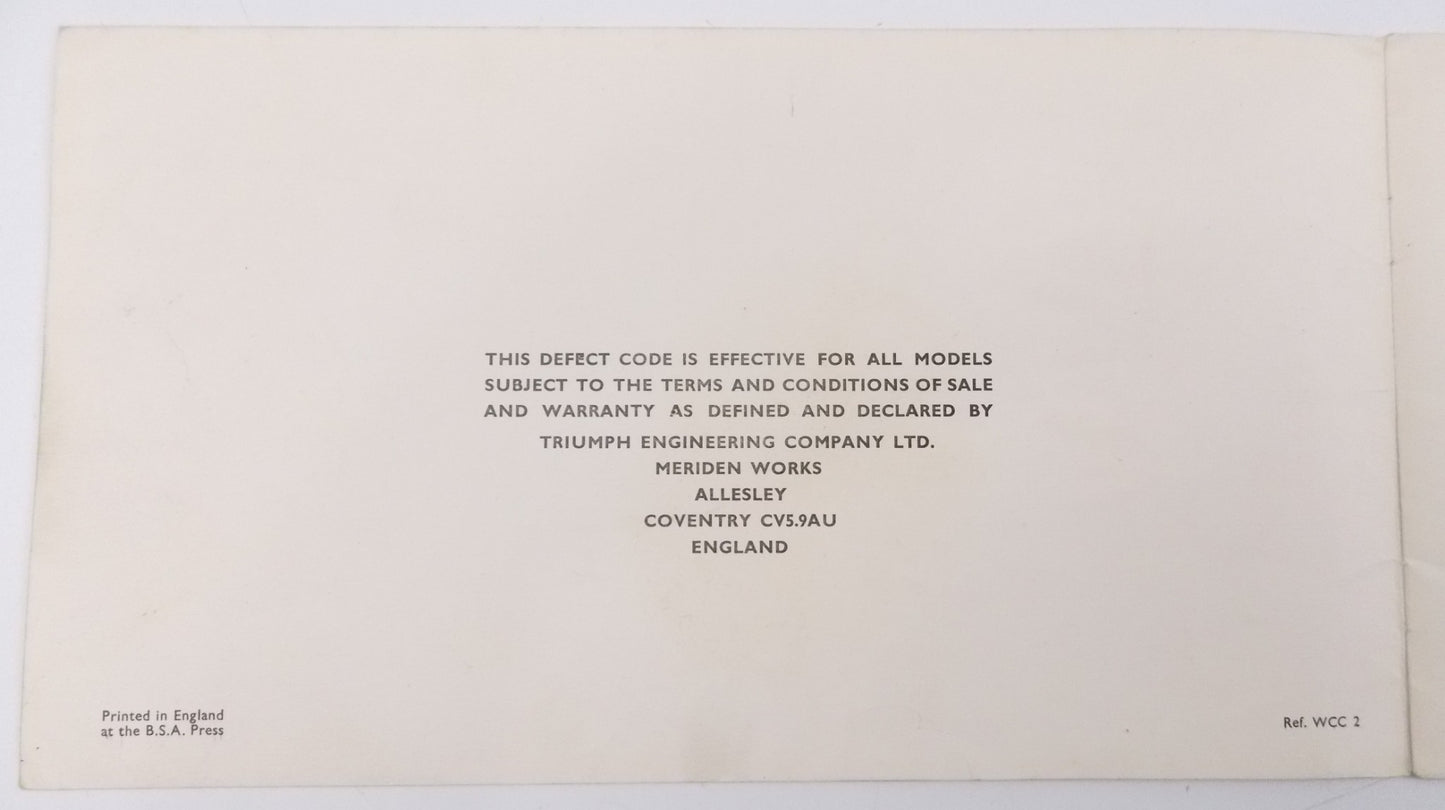 THIS DEFECT CODE IS EFFECTIVE FOR ALL MODELS
SUBJECT TO THE TERMS AND CONDITIONS OF SALE
AND WARRANTY AS DEFINED AND DECLARED BY
TRIUMPH ENGINEERING COMPANY LTD.
MERIDEN WORKS
ALLESLEY
COVENTRY CV5.9AU
ENGLAND
Printed in England
at the B.S.A. Press
Ref. WCC 2